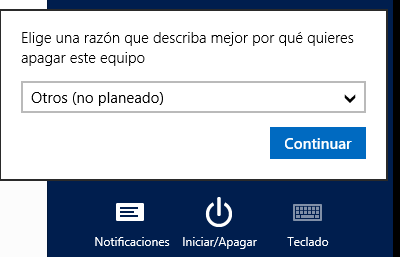 Elige una razón que describa mejor por qué quieres
apagar este equipo
Otros (no planeado)
Continuar
Notificaciones Iniciar/Apagar Teclado